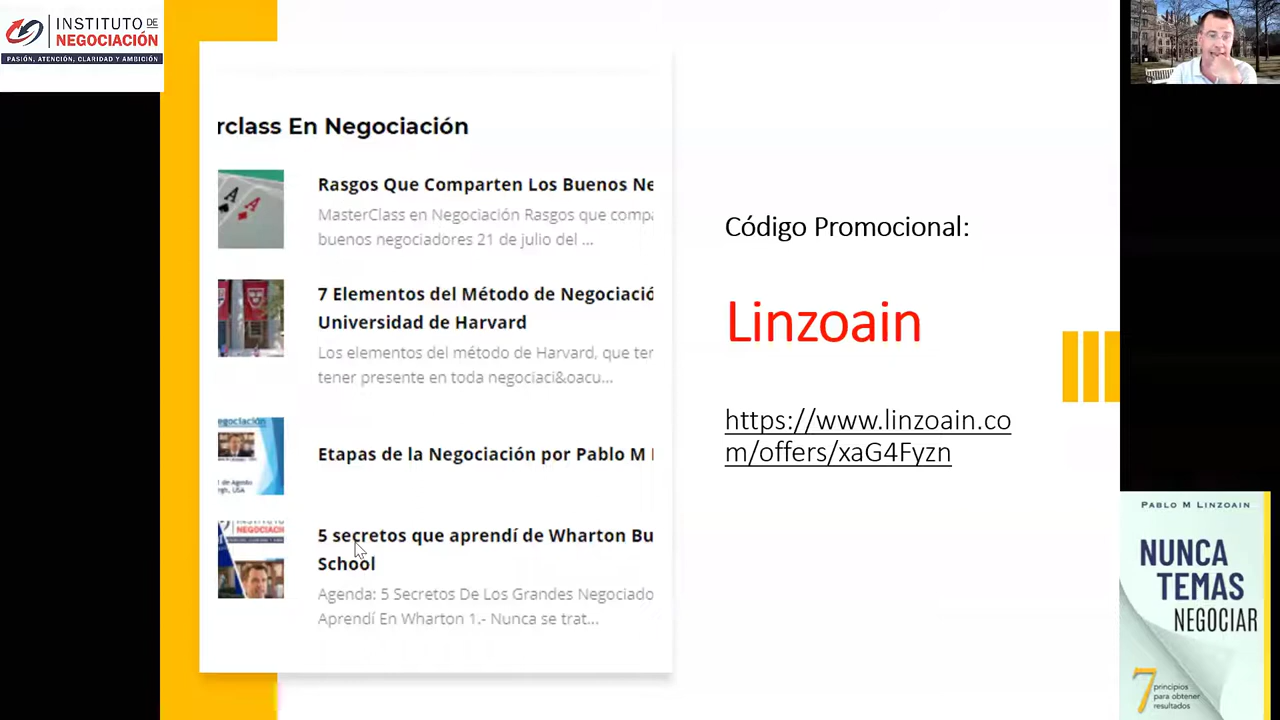 INSTITUTO DE
NEGOCIACIÓN
PASIÓN, ATENCIÓN, CLARIDAD Y AMBICIÓN
rclass En Negociación
Rasgos Que Comparten Los Buenos Ne
MasterClass en Negociación Rasgos que compa
buenos negociadores 21 de julio del ...
7 Elementos del Método de Negociació
Universidad de Harvard
Los elementos del método de Harvard, que ter
tener presente en toda negociaci&oacu...
egociación
Etapas de la Negociación por Pablo M
5 secretos que aprendí de Wharton Bu
School
Agenda: 5 Secretos De Los Grandes Negociado
Aprendí En Wharton 1.- Nunca se trat...
Código Promocional:
Linzoain
https://www.linzoain.co
m/offers/xaG4Fyzn
PABLO M LINZOAIN
NUNCA
TEMAS
NEGOCIAR
7
principios
para obtener
resultados